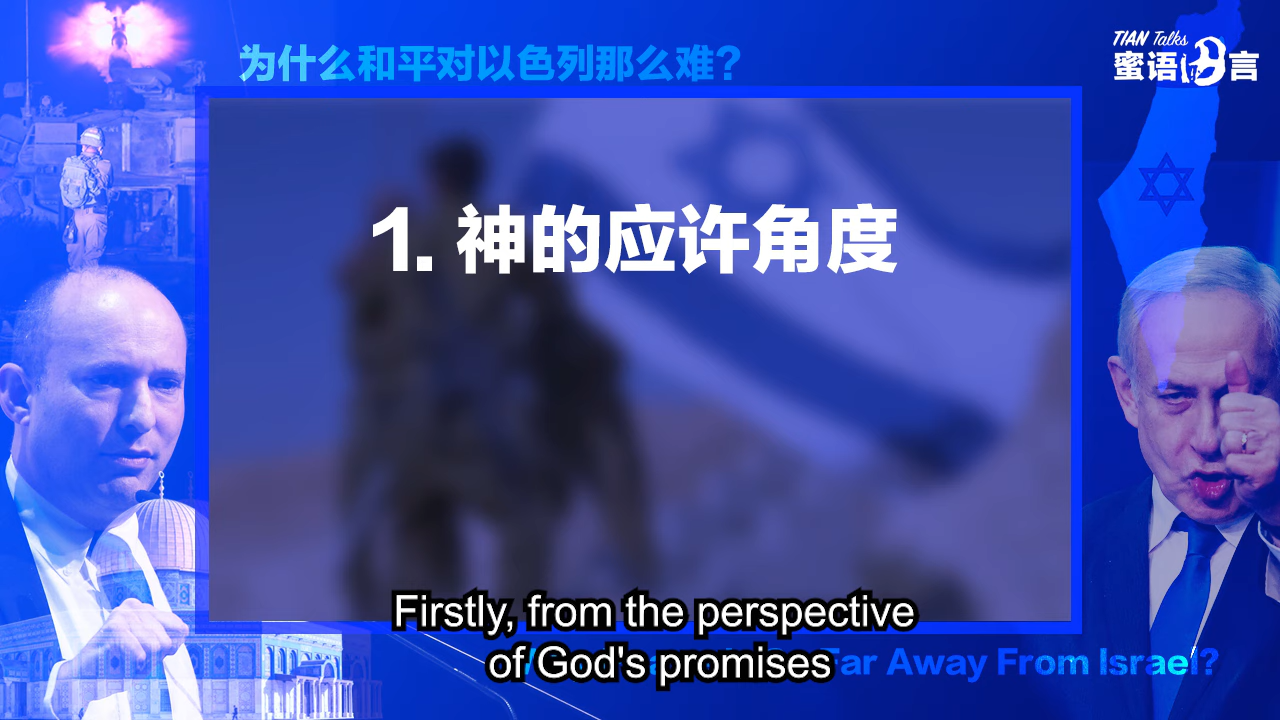 TIAN Talks
为什么和平对以色列那么难?
蜜语 言
1. 神的应许角度
Firstly, from the perspective
of God's promises
Far Away From Israel?